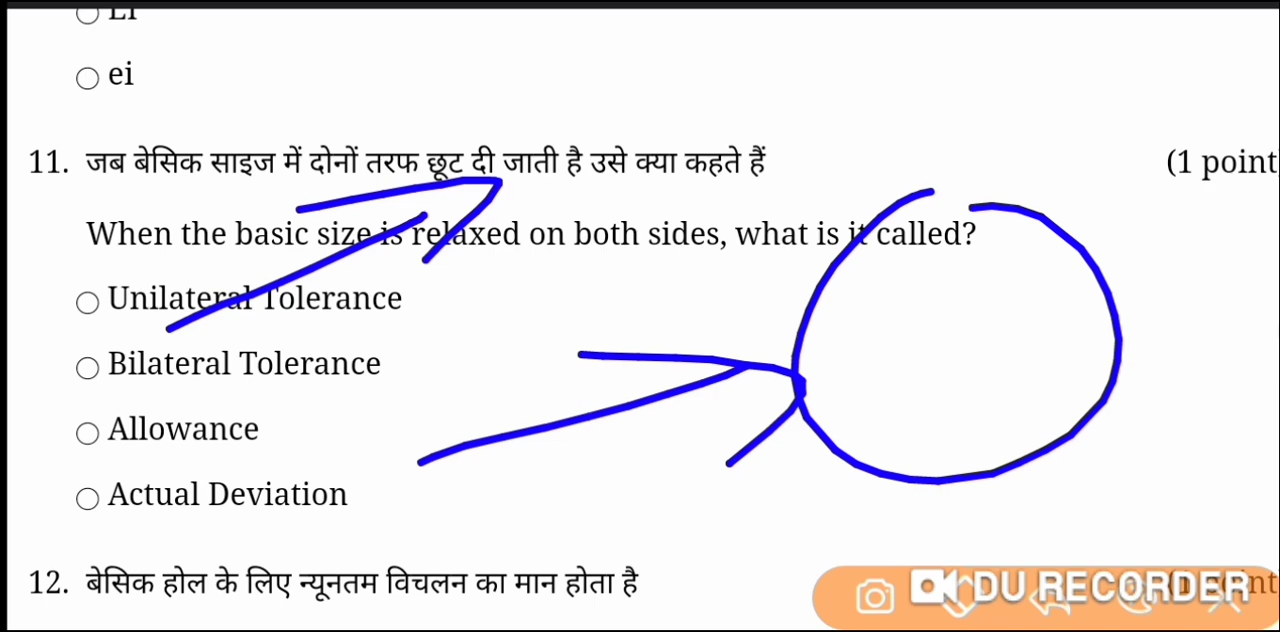 ei
11. जब बेसिक साइज में दोनों तरफ छूट दी जाती है उसे क्या कहते हैं (1 point
When the basic size is relaxed on both sides, what is it called?
Unilateral Tolerance
Bilateral Tolerance
Allowance
Actual Deviation
12. बेसिक होल के लिए न्यूनतम विचलन का मान होता है
DU RECORDER